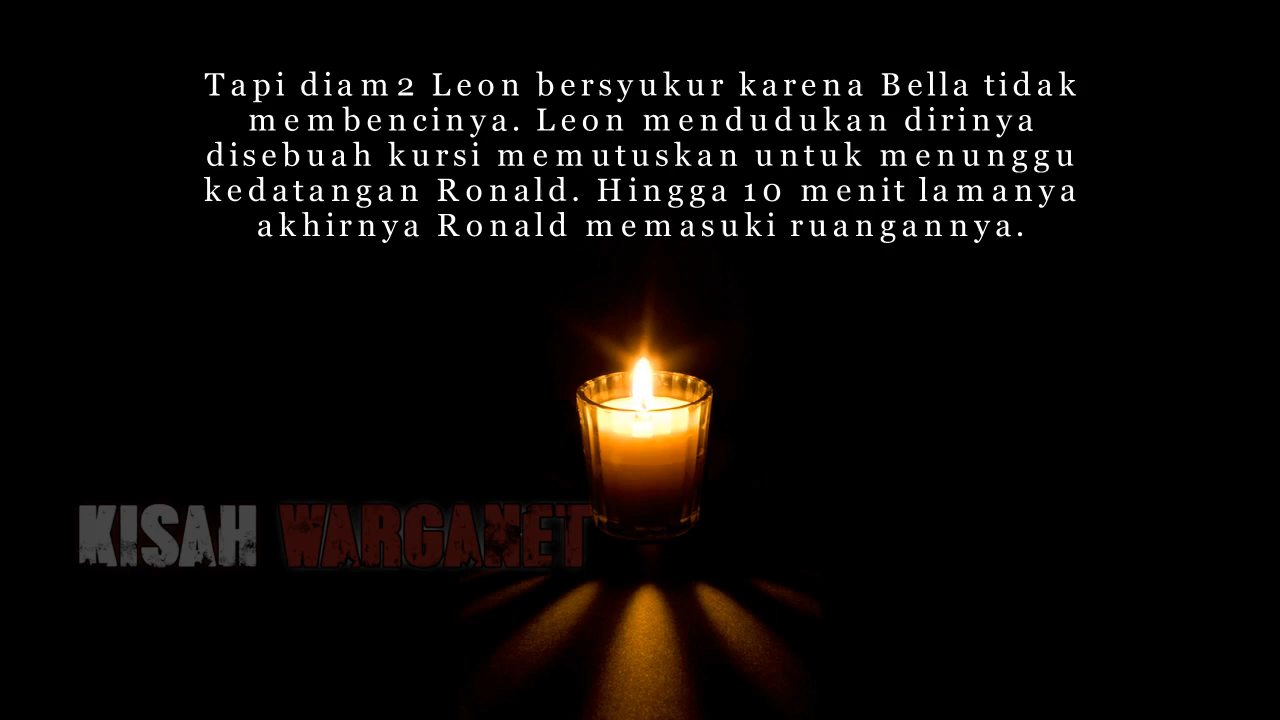 Tapi diam2 Leon bersyukur karena Bella tidak
membencinya. Leon mendudukan dirinya
disebuah kursi memutuskan untuk menunggu
kedatangan Ronald. Hingga 10 menit lamanya
akhirnya Ronald memasuki ruangannya.
KISAH WARGANET